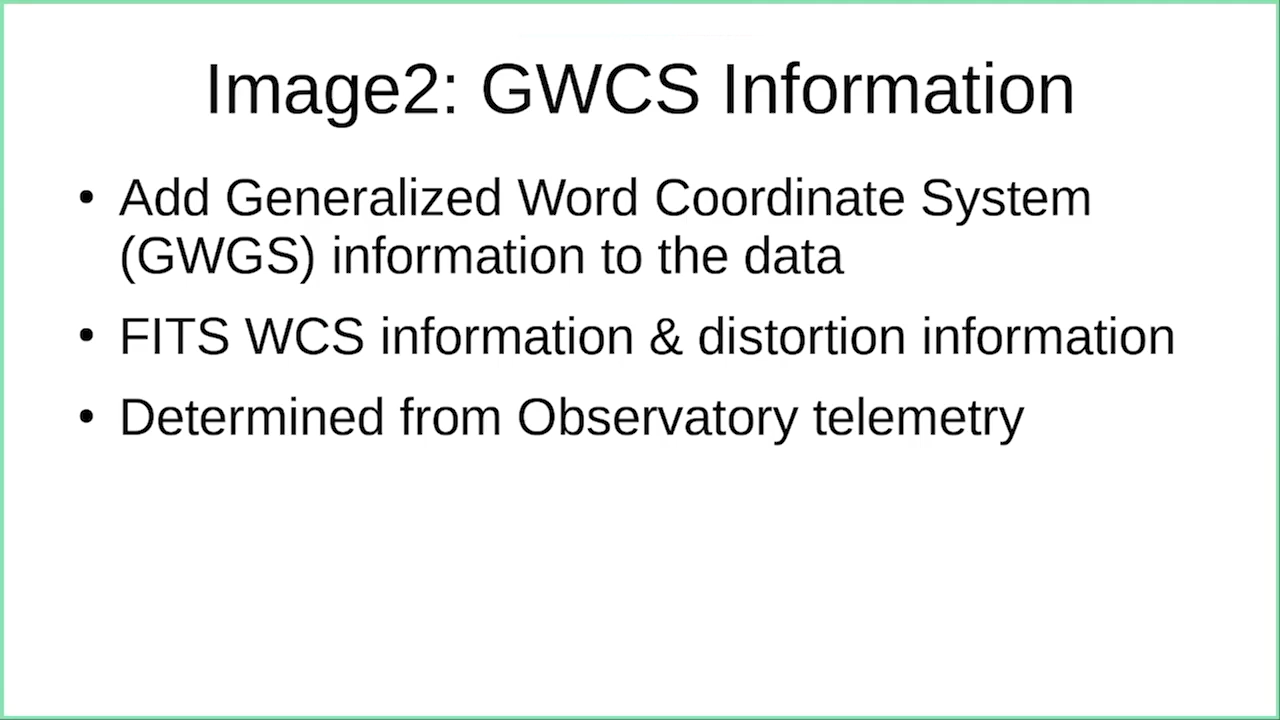 Image2: GWCS Information
• Add Generalized Word Coordinate System
(GWGS) information to the data
• FITS WCS information & distortion information
• Determined from Observatory telemetry